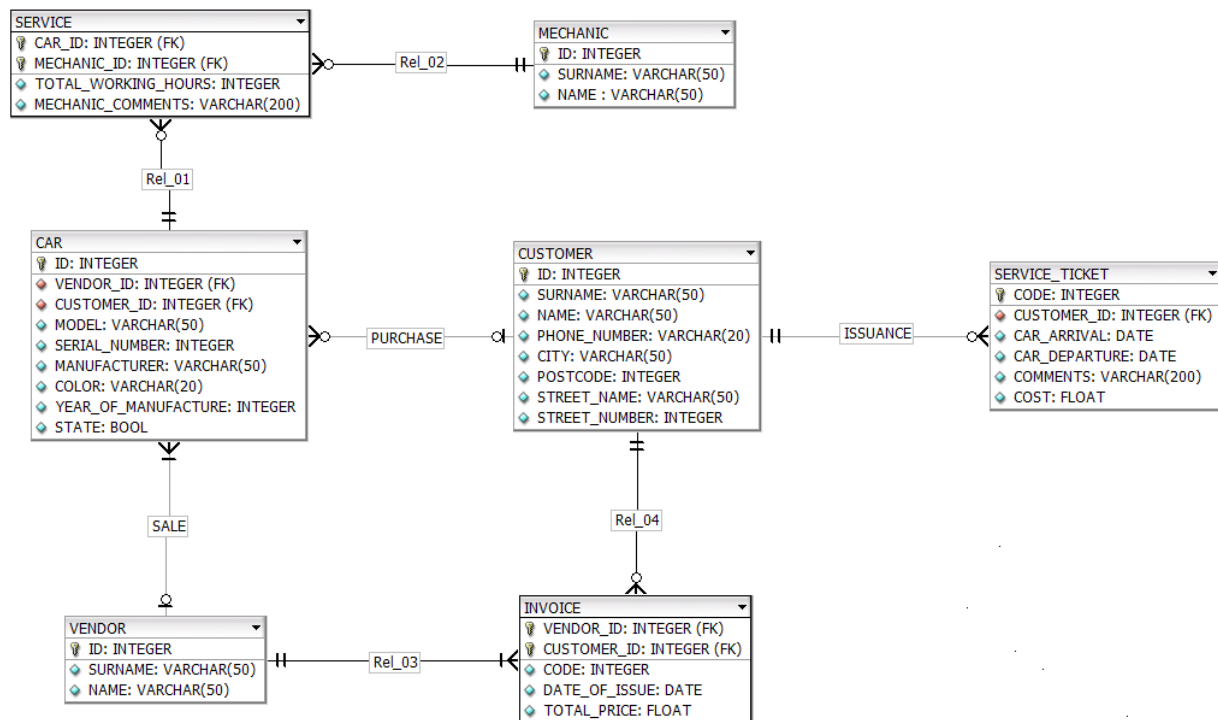 SERVICE
CAR_ID: INTEGER (FK)
MECHANIC_ID: INTEGER (FK)
TOTAL_WORKING_HOURS: INTEGER
MECHANIC_COMMENTS: VARCHAR(200)
Rel_02
MECHANIC
ID: INTEGER
SURNAME: VARCHAR(50)
NAME : VARCHAR(50)
Rel_01
CAR
ID: INTEGER
VENDOR_ID: INTEGER (FK)
CUSTOMER_ID: INTEGER (FK)
MODEL: VARCHAR(50)
SERIAL_NUMBER: INTEGER
MANUFACTURER: VARCHAR(50)
COLOR: VARCHAR(20)
YEAR_OF_MANUFACTURE: INTEGER
STATE: BOOL
PURCHASE
CUSTOMER
ID: INTEGER
SURNAME: VARCHAR(50)
NAME: VARCHAR(50)
PHONE_NUMBER: VARCHAR(20)
CITY: VARCHAR(50)
POSTCODE: INTEGER
STREET_NAME: VARCHAR(50)
STREET_NUMBER: INTEGER
ISSUANCE
SERVICE_TICKET
CODE: INTEGER
CUSTOMER_ID: INTEGER (FK)
CAR_ARRIVAL: DATE
CAR_DEPARTURE: DATE
COMMENTS: VARCHAR(200)
COST: FLOAT
SALE
Rel_04
VENDOR
ID: INTEGER
SURNAME: VARCHAR(50)
NAME: VARCHAR(50)
Rel_03
INVOICE
VENDOR_ID: INTEGER (FK)
CUSTOMER_ID: INTEGER (FK)
CODE: INTEGER
DATE_OF_ISSUE: DATE
TOTAL_PRICE: FLOAT